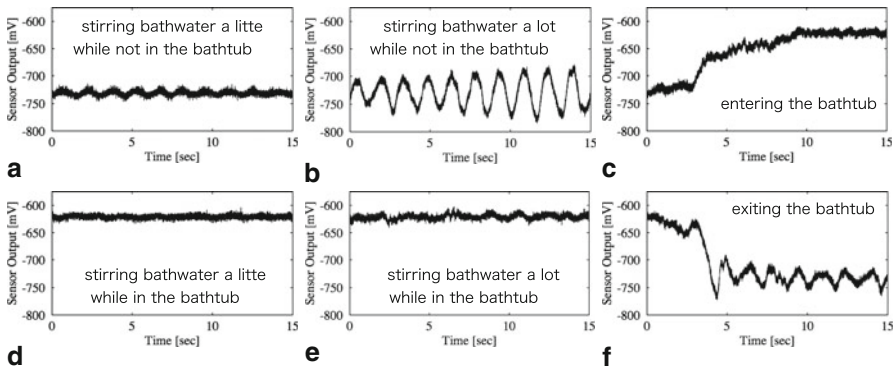 -600
-650
-700
-750
-800
Sensor Output [mV]
stirring bathwater a litte
while not in the bathtub
0 5 10 15
Time [sec]
a
-600
-650
-700
-750
-800
Sensor Output [mV]
stirring bathwater a lot
while not in the bathtub
0 5 10 15
Time [sec]
b
-600
-650
-700
-750
-800
Sensor Output [mV]
entering the bathtub
0 5 10 15
Time [sec]
c
-600
-650
-700
-750
-800
Sensor Output [mV]
stirring bathwater a litte
while in the bathtub
0 5 10 15
Time [sec]
d
-600
-650
-700
-750
-800
Sensor Output [mV]
stirring bathwater a lot
while in the bathtub
0 5 10 15
Time [sec]
e
-600
-650
-700
-750
-800
Sensor Output [mV]
exiting the bathtub
0 5 10 15
Time [sec]
f